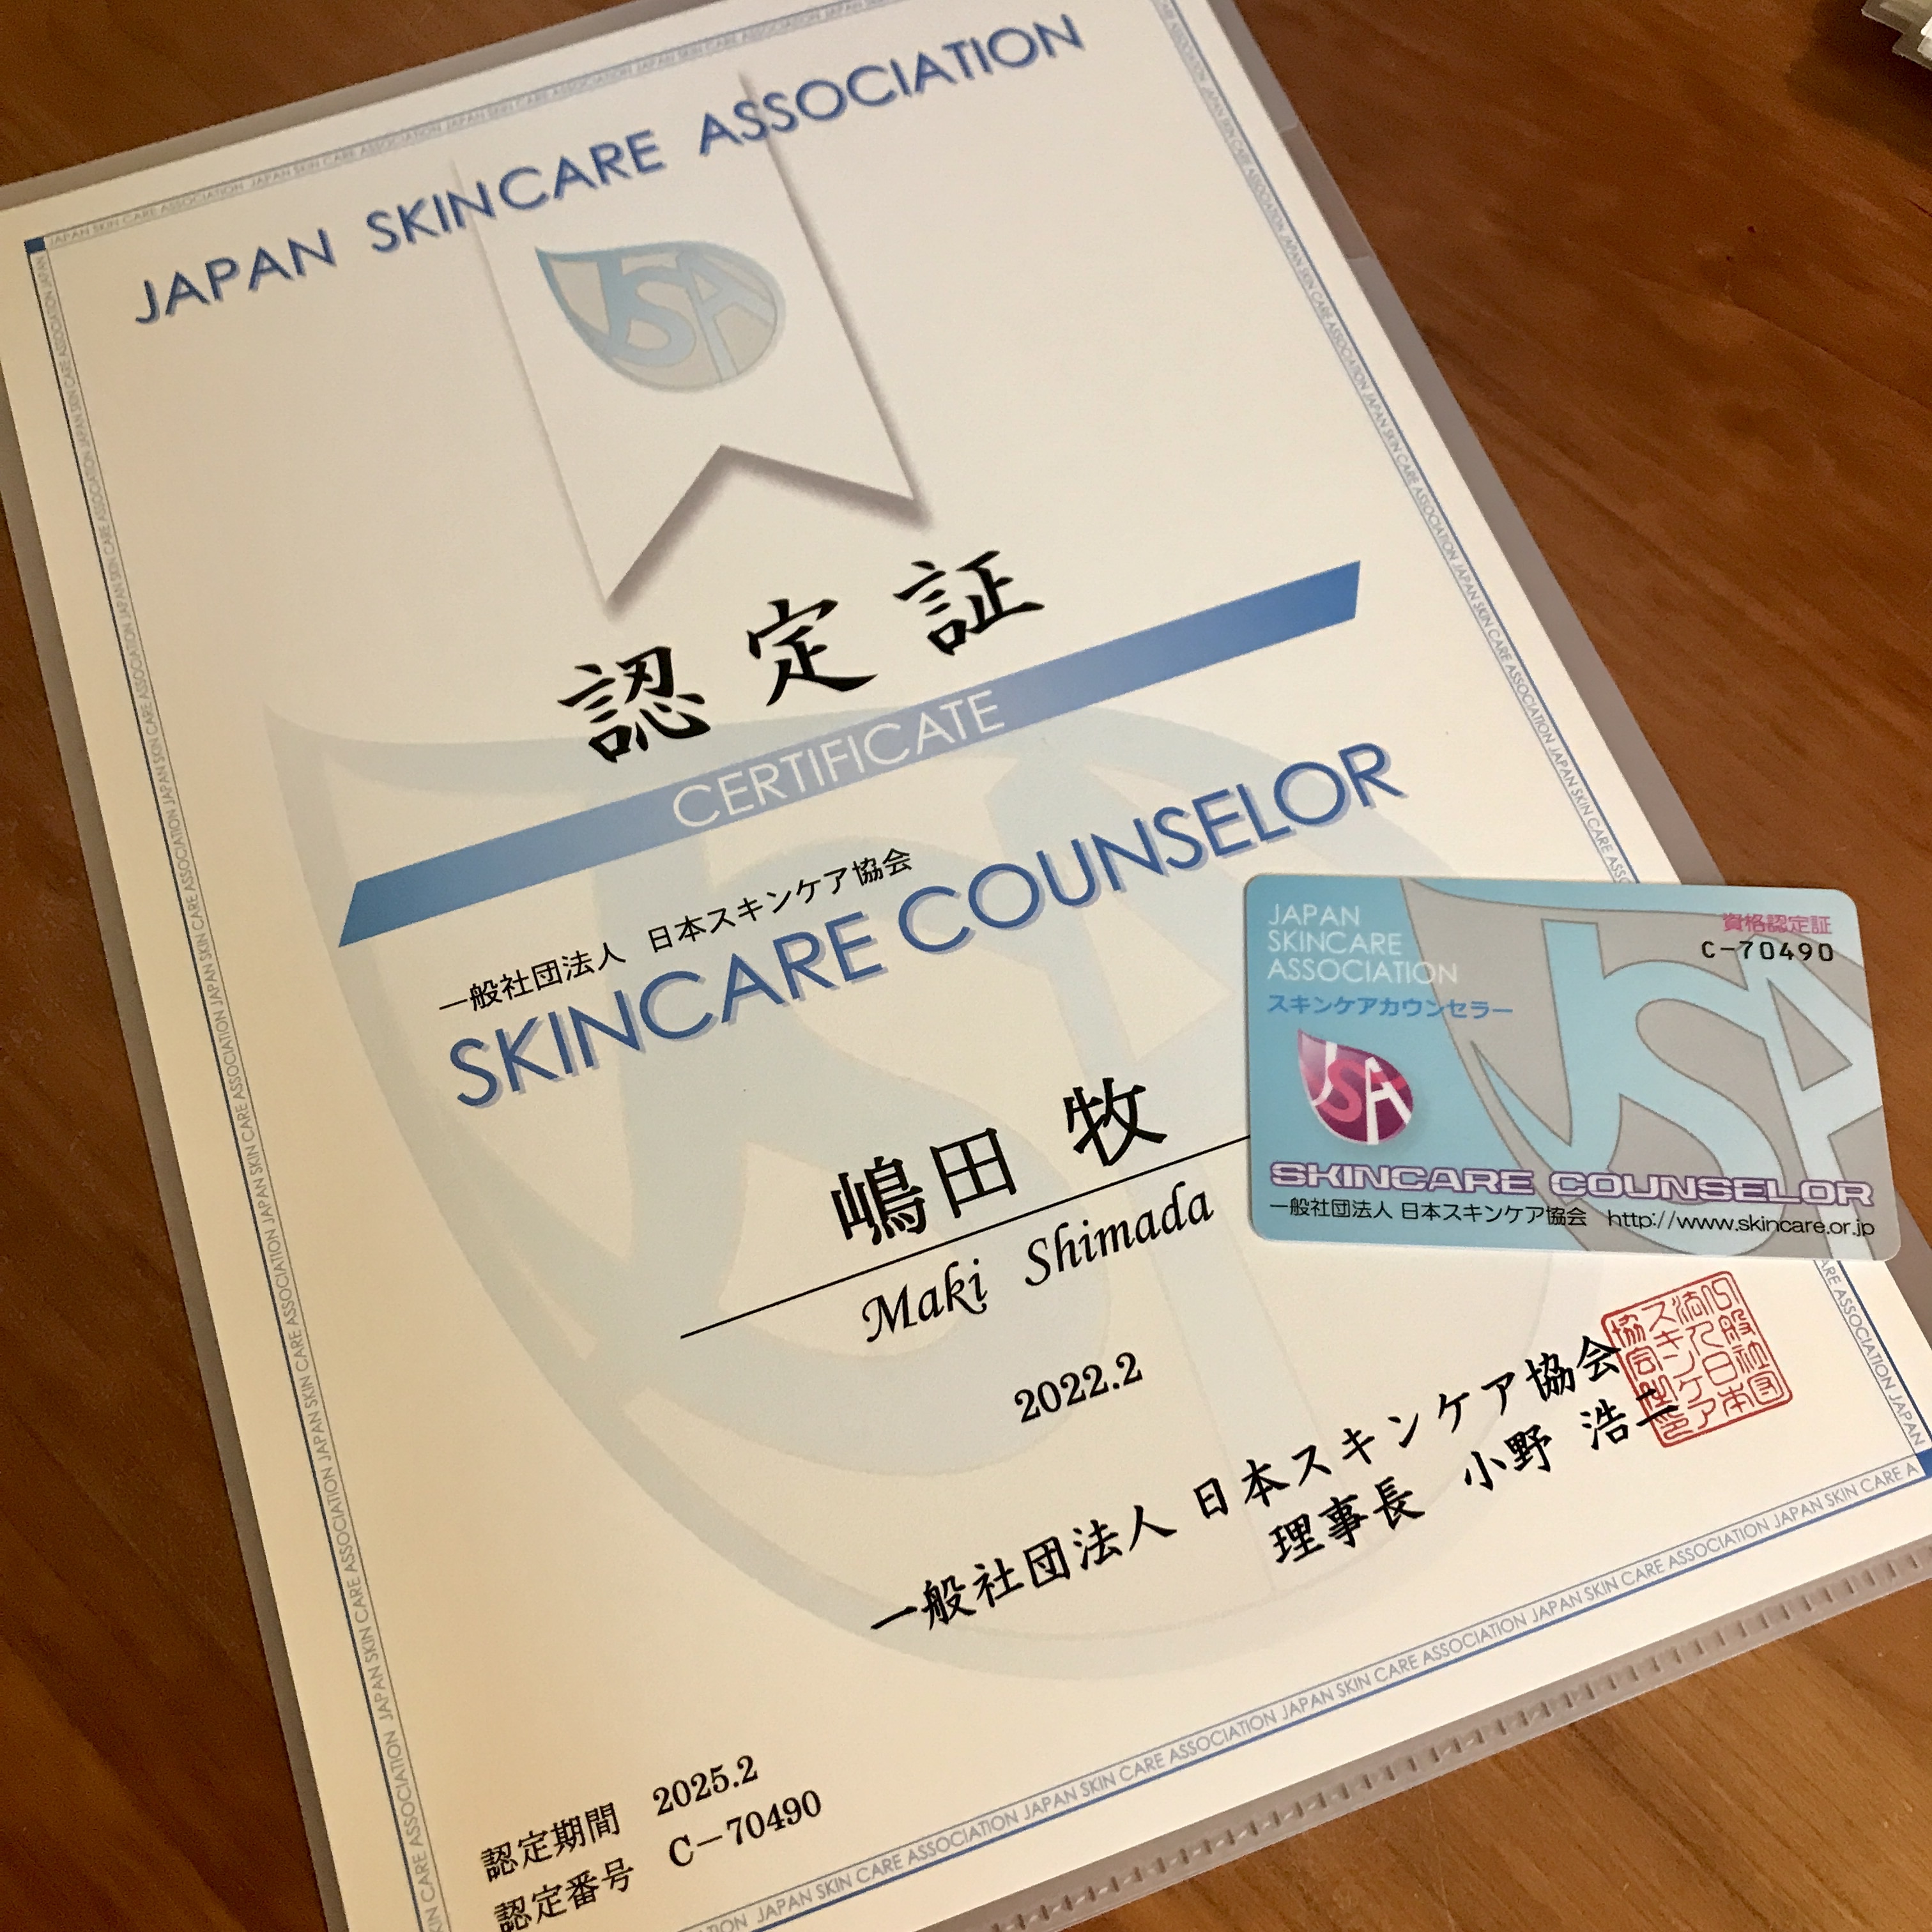 JAPAN SKINCARE ASSOCIATION
JSA
認定証
CERTIFICATE
一般社団法人 日本スキンケア協会
SKINCARE COUNSELOR
嶋田 牧
Maki Shimada
2022.2
一般社団法人 日本スキンケア協会
理事長 小野 浩二
認定期間 2025.2
認定番号 C-70490
JAPAN
SKINCARE
ASSOCIATION
資格認定証
C-70490
スキンケアカウンセラー
JSA
SKINCARE COUNSELOR
一般社団法人 日本スキンケア協会 http://www.skincare.or.jp